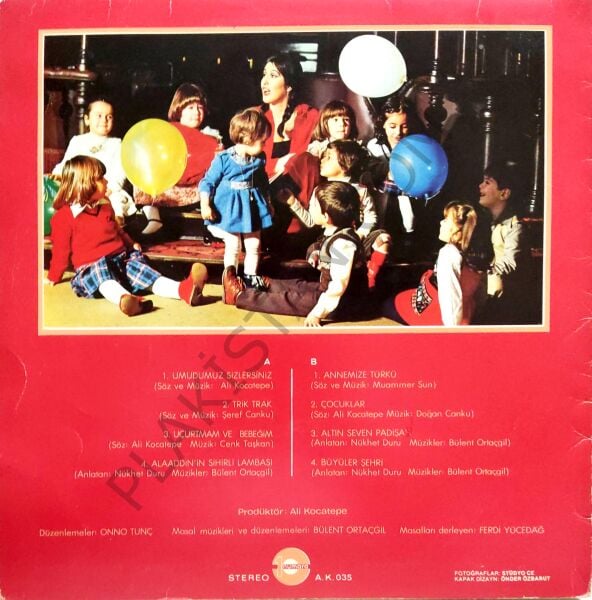 A
1. UMUDUMUZ SİZLERSİNİZ
(Söz ve Müzik: Ali Kocatepe)
2. TRİK TRAK
(Söz ve Müzik: Şeref Canku)
3. UÇURTMAM VE BEBEĞİM
(Söz: Ali Kocatepe Müzik: Cenk Taşkan)
4. ALAADDİN'İN SİHİRLİ LAMBASI
(Anlatan: Nükhet Duru Müzikleri: Bülent Ortaçgil)
B
1. ANNEMİZE TÜRKÜ
(Söz ve Müzik: Muammer Sun)
2. ÇOCUKLAR
(Söz: Ali Kocatepe Müzik: Doğan Canku)
3. ALTIN SEVEN PADİŞAH
(Anlatan: Nükhet Duru Müzikleri: Bülent Ortaçgil)
4. BÜYÜLER ŞEHRİ
(Anlatan: Nükhet Duru Müzikleri: Bülent Ortaçgil)
Prodüktör: Ali Kocatepe
Düzenlemeler: ONNO TUNÇ Masal müzikleri ve düzenlemeleri: BÜLENT ORTAÇGİL Masalları derleyen: FERDİ YÜCEDAĞ
STEREO A.K. 035
FOTOĞRAFLAR: STÜDYO CE
KAPAK DİZAYN: ÖNDER ÖZBABUT